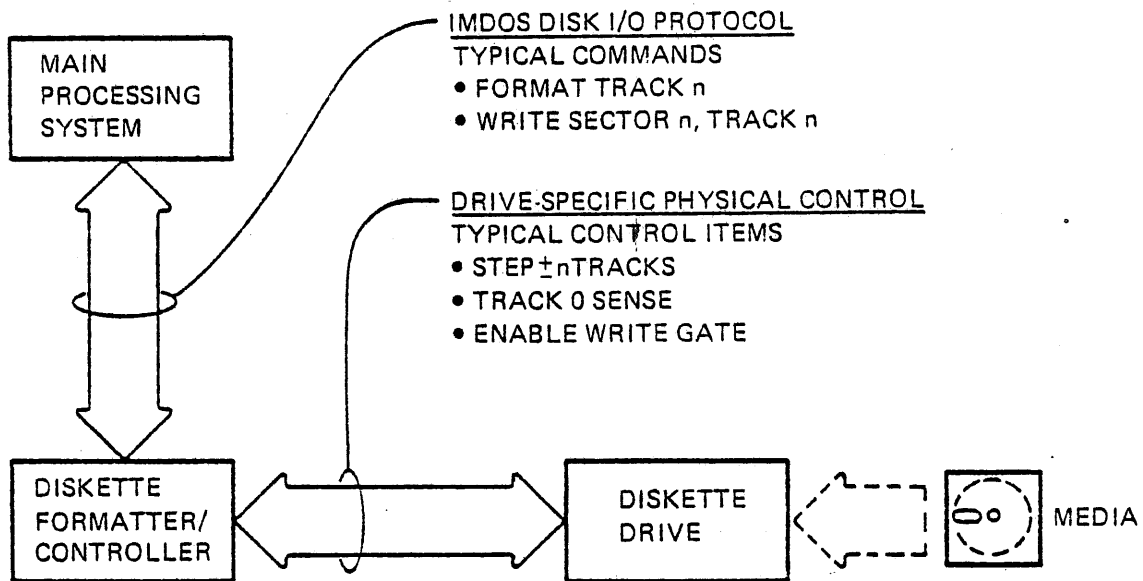 IMDOS DISK I/O PROTOCOL
TYPICAL COMMANDS
• FORMAT TRACK n
• WRITE SECTOR n, TRACK n
MAIN
PROCESSING
SYSTEM
DRIVE-SPECIFIC PHYSICAL CONTROL
TYPICAL CONTROL ITEMS
• STEP ±nTRACKS
• TRACK 0 SENSE
• ENABLE WRITE GATE
DISKETTE
FORMATTER/
CONTROLLER
DISKETTE
DRIVE
MEDIA